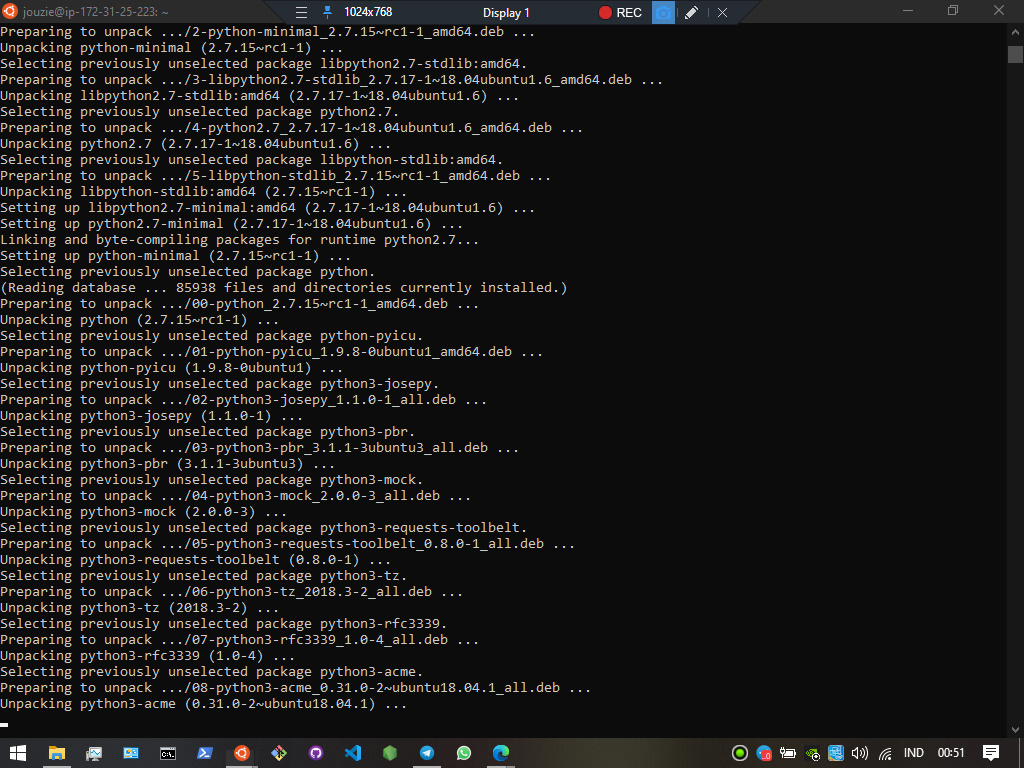 jouzie@ip-172-31-25-223: ~
1024x768
Display 1
REC
Preparing to unpack .../2-python-minimal_2.7.15~rc1-1_amd64.deb ...
Unpacking python-minimal (2.7.15~rc1-1) ...
Selecting previously unselected package libpython2.7-stdlib:amd64.
Preparing to unpack .../3-libpython2.7-stdlib_2.7.17-1~18.04ubuntu1.6_amd64.deb ...
Unpacking libpython2.7-stdlib:amd64 (2.7.17-1~18.04ubuntu1.6) ...
Selecting previously unselected package python2.7.
Preparing to unpack .../4-python2.7_2.7.17-1~18.04ubuntu1.6_amd64.deb ...
Unpacking python2.7 (2.7.17-1~18.04ubuntu1.6) ...
Selecting previously unselected package libpython-stdlib:amd64.
Preparing to unpack .../5-libpython-stdlib_2.7.15~rc1-1_amd64.deb ...
Unpacking libpython-stdlib:amd64 (2.7.15~rc1-1) ...
Setting up libpython2.7-minimal:amd64 (2.7.17-1~18.04ubuntu1.6) ...
Setting up python2.7-minimal (2.7.17-1~18.04ubuntu1.6) ...
Linking and byte-compiling packages for runtime python2.7...
Setting up python-minimal (2.7.15~rc1-1) ...
Selecting previously unselected package python.
(Reading database ... 85938 files and directories currently installed.)
Preparing to unpack .../00-python_2.7.15~rc1-1_amd64.deb ...
Unpacking python (2.7.15~rc1-1) ...
Selecting previously unselected package python-pyicu.
Preparing to unpack .../01-python-pyicu_1.9.8-0ubuntu1_amd64.deb ...
Unpacking python-pyicu (1.9.8-0ubuntu1) ...
Selecting previously unselected package python3-josepy.
Preparing to unpack .../02-python3-josepy_1.1.0-1_all.deb ...
Unpacking python3-josepy (1.1.0-1) ...
Selecting previously unselected package python3-pbr.
Preparing to unpack .../03-python3-pbr_3.1.1-3ubuntu3_all.deb ...
Unpacking python3-pbr (3.1.1-3ubuntu3) ...
Selecting previously unselected package python3-mock.
Preparing to unpack .../04-python3-mock_2.0.0-3_all.deb ...
Unpacking python3-mock (2.0.0-3) ...
Selecting previously unselected package python3-requests-toolbelt.
Preparing to unpack .../05-python3-requests-toolbelt_0.8.0-1_all.deb ...
Unpacking python3-requests-toolbelt (0.8.0-1) ...
Selecting previously unselected package python3-tz.
Preparing to unpack .../06-python3-tz_2018.3-2_all.deb ...
Unpacking python3-tz (2018.3-2) ...
Selecting previously unselected package python3-rfc3339.
Preparing to unpack .../07-python3-rfc3339_1.0-4_all.deb ...
Unpacking python3-rfc3339 (1.0-4) ...
Selecting previously unselected package python3-acme.
Preparing to unpack .../08-python3-acme_0.31.0-2~ubuntu18.04.1_all.deb ...
Unpacking python3-acme (0.31.0-2~ubuntu18.04.1) ...
IND
00:51